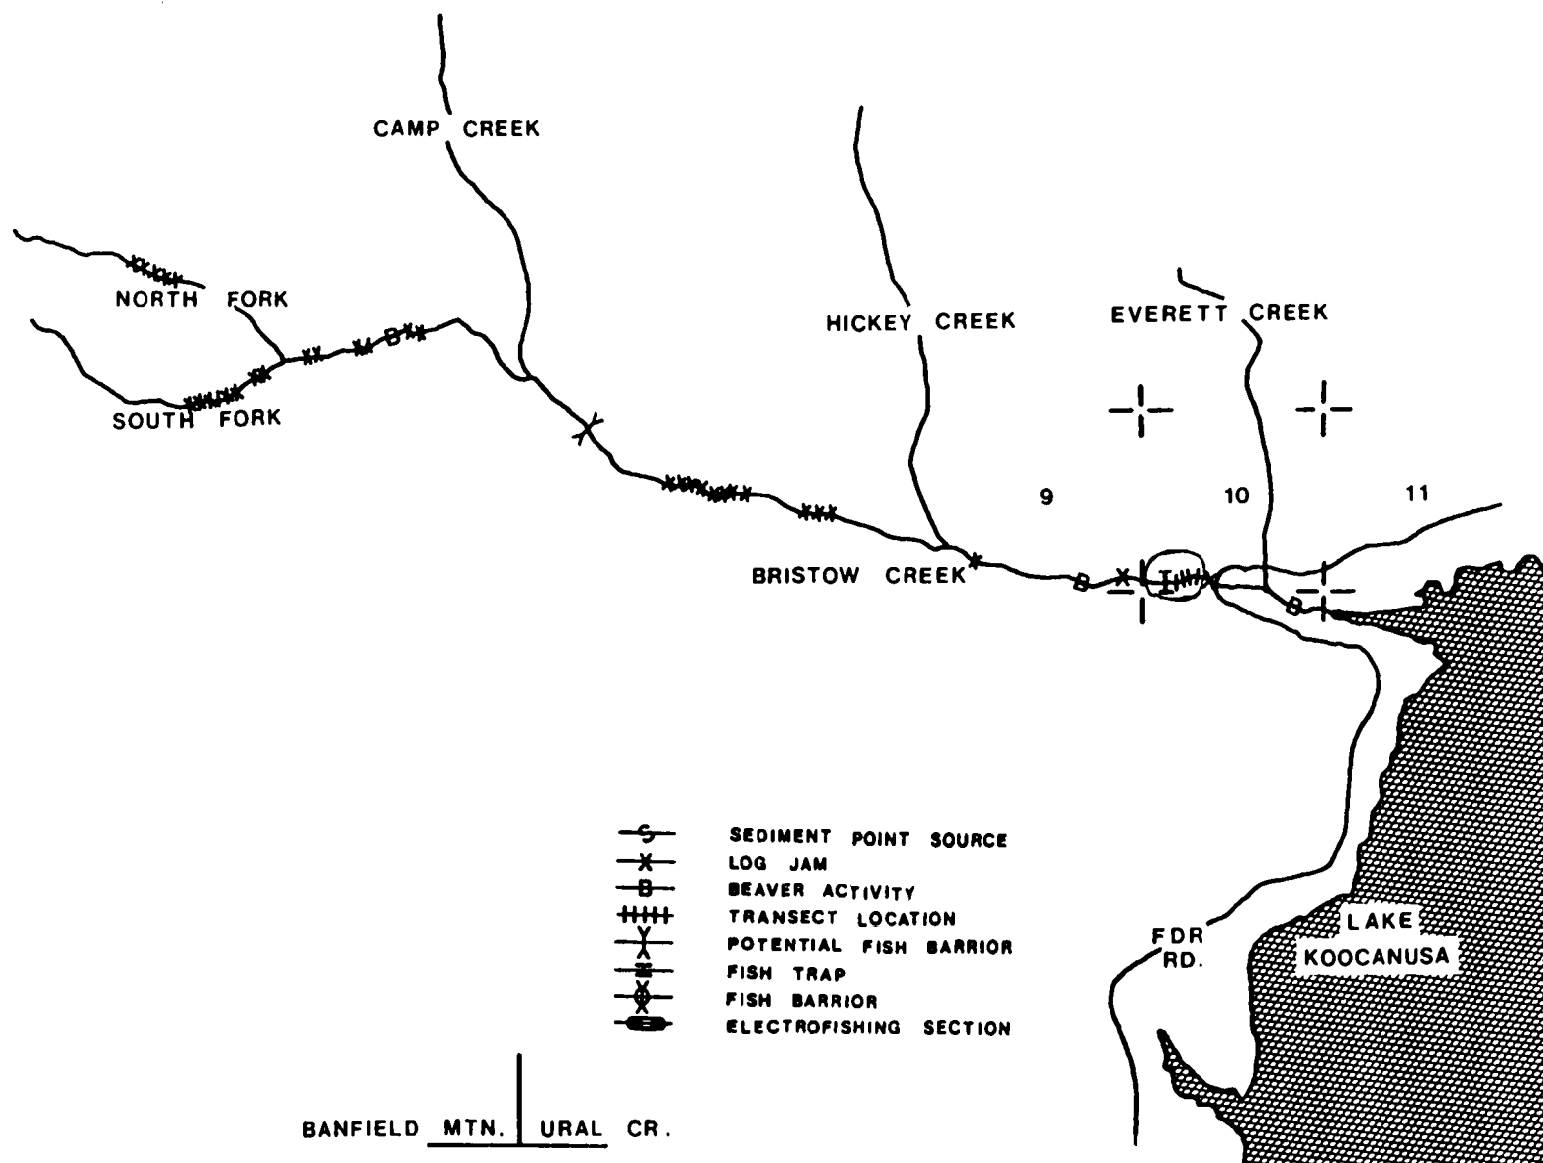 CAMP CREEK
NORTH FORK
SOUTH FORK
HICKEY CREEK
EVERETT CREEK
9
10
11
BRISTOW CREEK
B
B
B
S SEDIMENT POINT SOURCE
X LOG JAM
B BEAVER ACTIVITY
TRANSECT LOCATION
POTENTIAL FISH BARRIER
FISH TRAP
FISH BARRIER
ELECTROFISHING SECTION
FDR
RD.
LAKE
KOOCANUSA
BANFIELD MTN.
URAL CR.